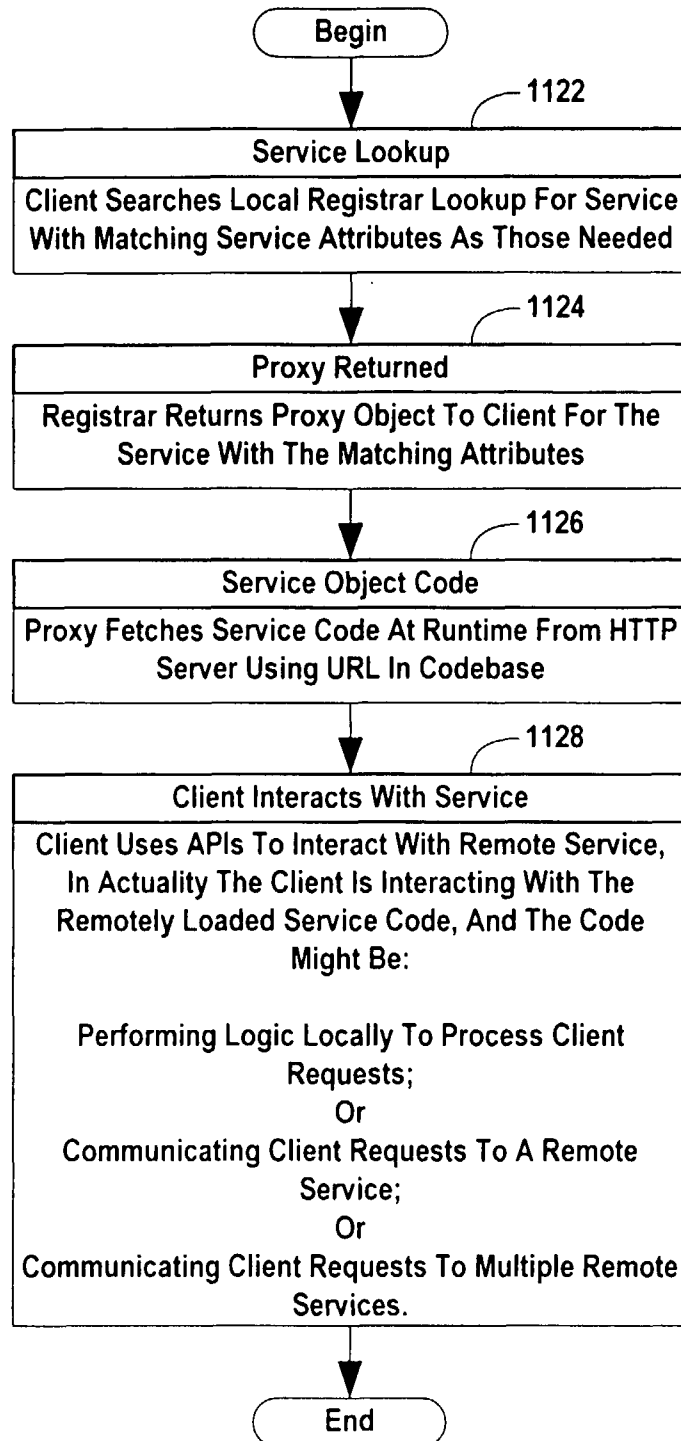 Begin
1122
Service Lookup
Client Searches Local Registrar Lookup For Service
With Matching Service Attributes As Those Needed
1124
Proxy Returned
Registrar Returns Proxy Object To Client For The
Service With The Matching Attributes
1126
Service Object Code
Proxy Fetches Service Code At Runtime From HTTP
Server Using URL In Codebase
1128
Client Interacts With Service
Client Uses APIs To Interact With Remote Service,
In Actuality The Client Is Interacting With The
Remotely Loaded Service Code, And The Code
Might Be:
Performing Logic Locally To Process Client
Requests;
Or
Communicating Client Requests To A Remote
Service;
Or
Communicating Client Requests To Multiple Remote
Services.
End